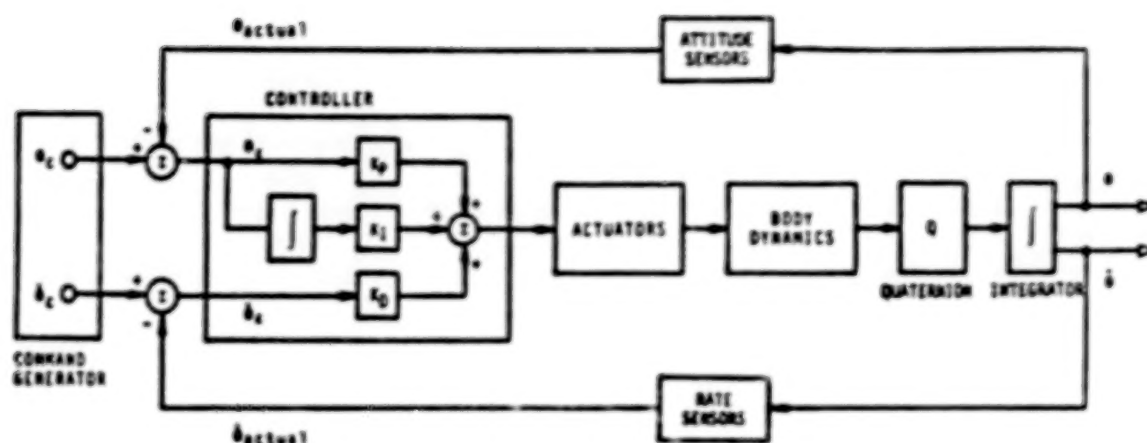 θactual
ATTITUDE
SENSORS
CONTROLLER
θc
Σ
θε
KP
∫
KI
Σ
ACTUATORS
BODY
DYNAMICS
Q
QUATERNION
∫
INTEGRATOR
θ
θ̇
θ̇c
Σ
θ̇ε
KD
COMMAND
GENERATOR
RATE
SENSORS
θ̇actual